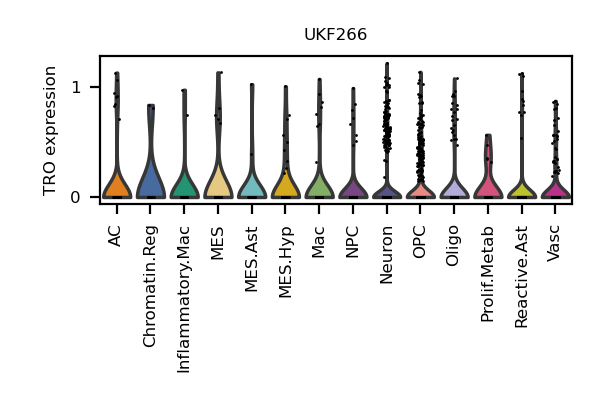 UKF266
TRO expression
1
0
AC
Chromatin.Reg
Inflammatory.Mac
MES
MES.Ast
MES.Hyp
Mac
NPC
Neuron
OPC
Oligo
Prolif.Metab
Reactive.Ast
Vasc